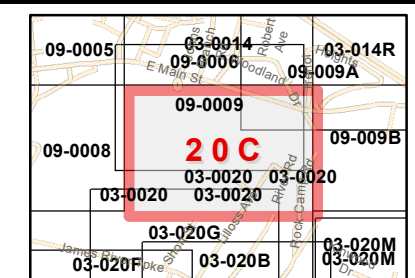 09-0005
03-0014
09-0006
03-014R
09-009A
Robert
Ave
Heights
Woodland
Dr
E Main St
09-0009
09-0008
20C
09-009B
03-0020 03-0020
03-0020 03-0020
River Rd
Rock Camp Rd
03-020G
03-020F
03-020B
03-020M
03-020M
Dr